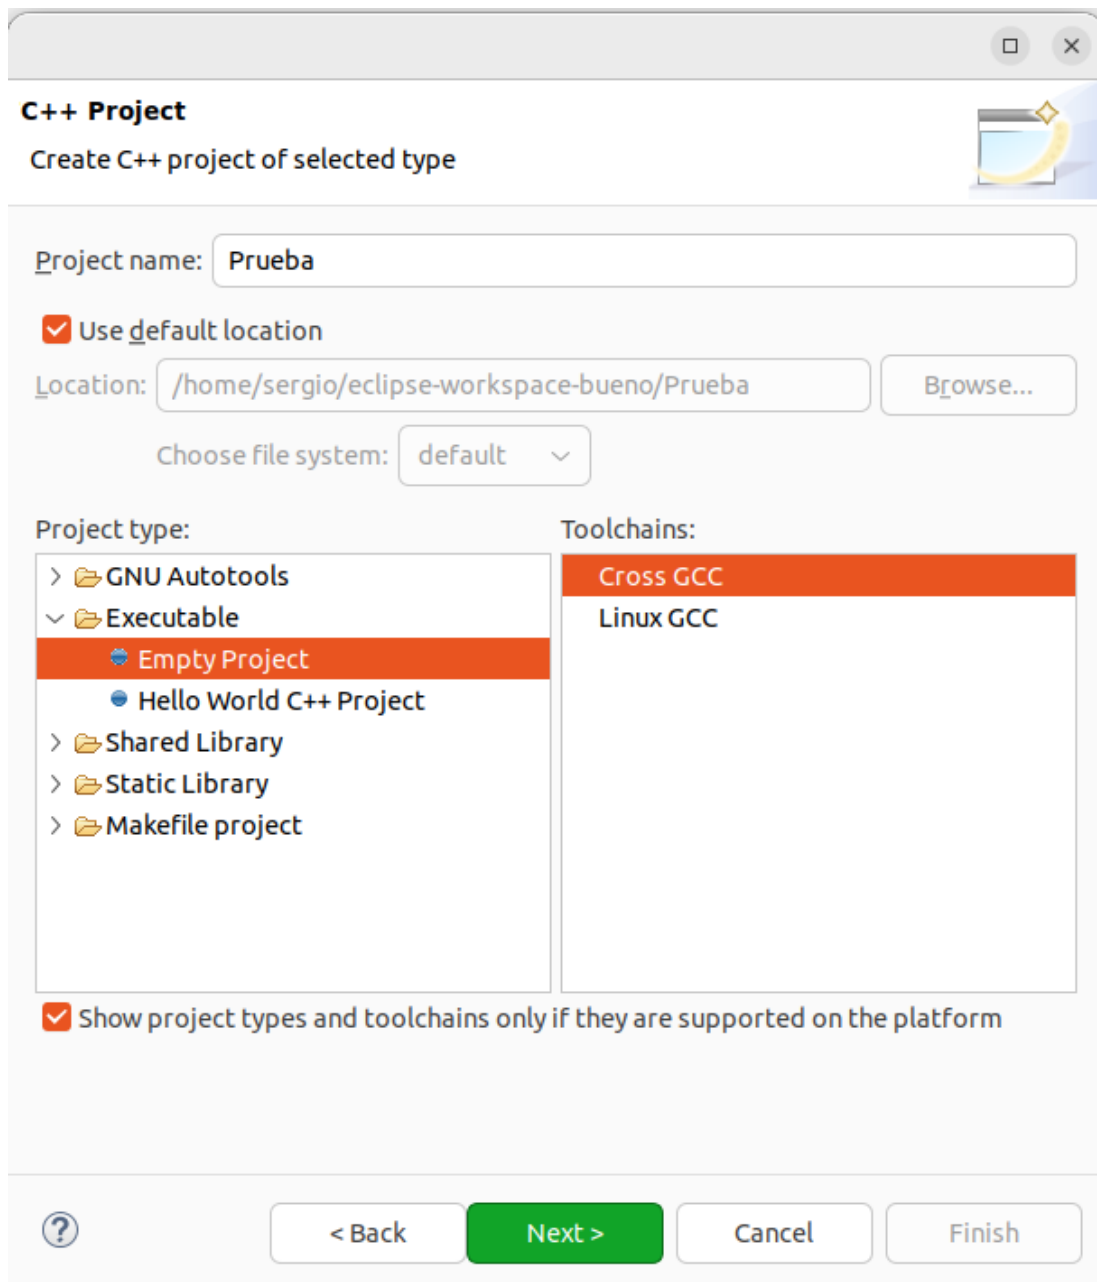 C++ Project
Create C++ project of selected type
Project name: Prueba
Use default location
Location: /home/sergio/eclipse-workspace-bueno/Prueba Browse...
Choose file system: default
Project type: Toolchains:
GNU Autotools Cross GCC
Executable Linux GCC
Empty Project
Hello World C++ Project
Shared Library
Static Library
Makefile project
Show project types and toolchains only if they are supported on the platform
? < Back Next > Cancel Finish